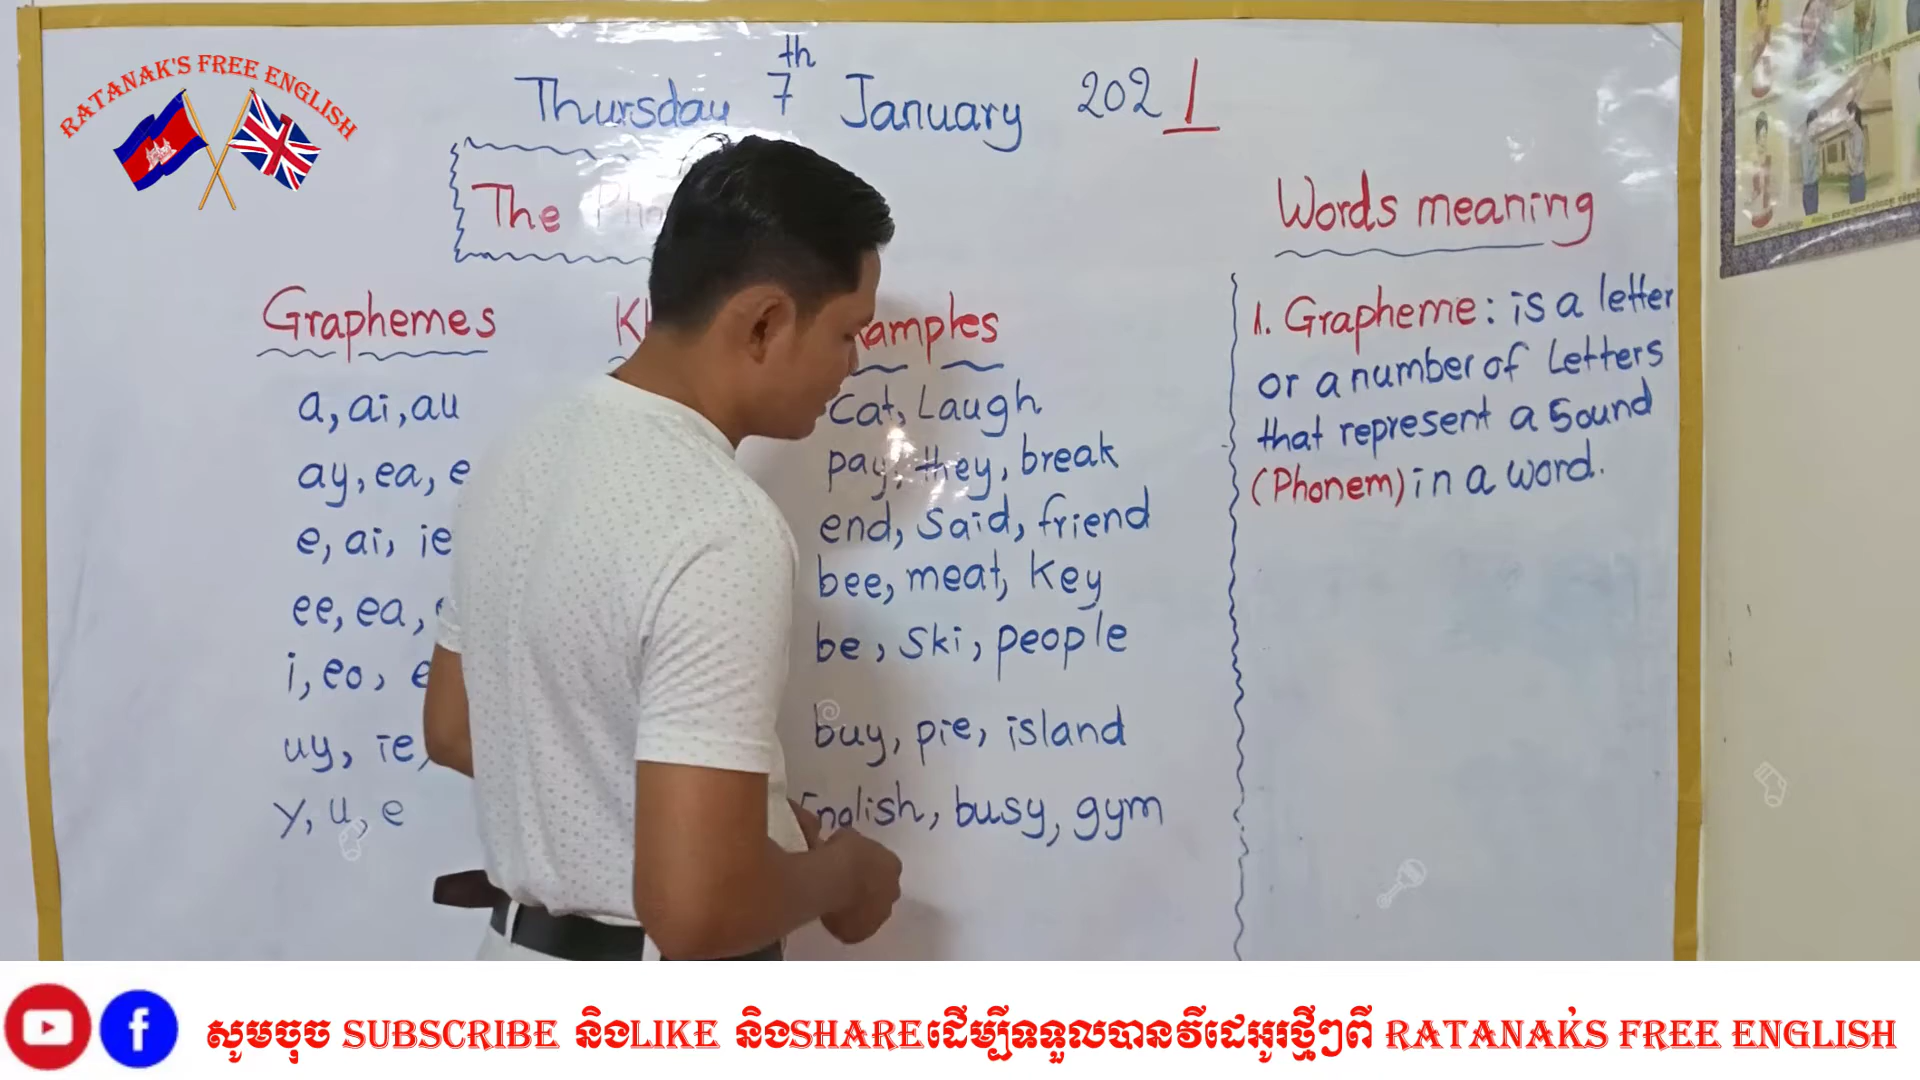 RATANAK'S FREE ENGLISH
Thursday 7th January 2021
The
Words meaning
Graphemes
a, ai, au
ay, ea, e
e, ai, ie
ee, ea,
i, eo, e
uy, ie,
y, u, e
amples
Cat, Laugh
pay, they, break
end, said, friend
bee, meat, key
be, ski, people
buy, pie, island
English, busy, gym
1. Grapheme: is a letter
or a number of Letters
that represent a sound
(Phonem) in a word.
សូមចុច SUBSCRIBE និងLIKE និងSHAREដើម្បីទទួលបានវីដេអូរថ្មីៗពី RATANAK'S FREE ENGLISH